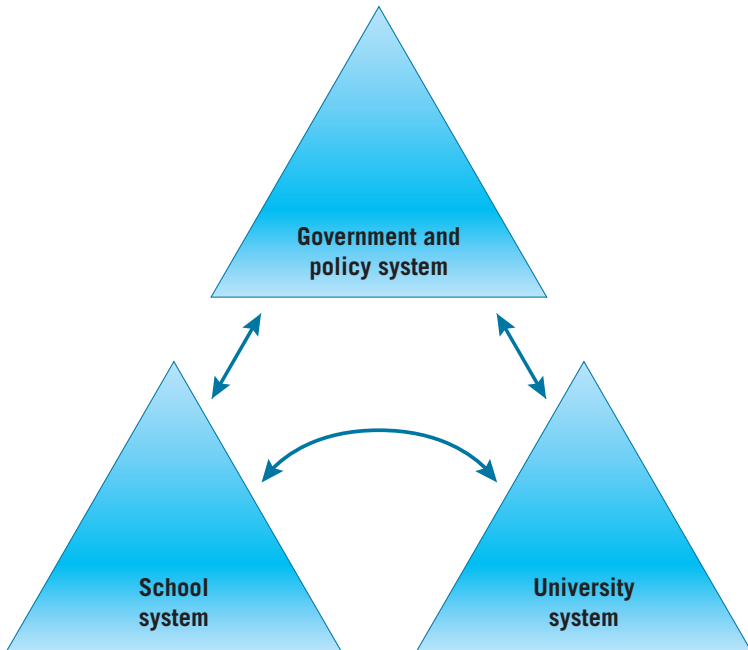 Government and
policy system
School
system
University
system